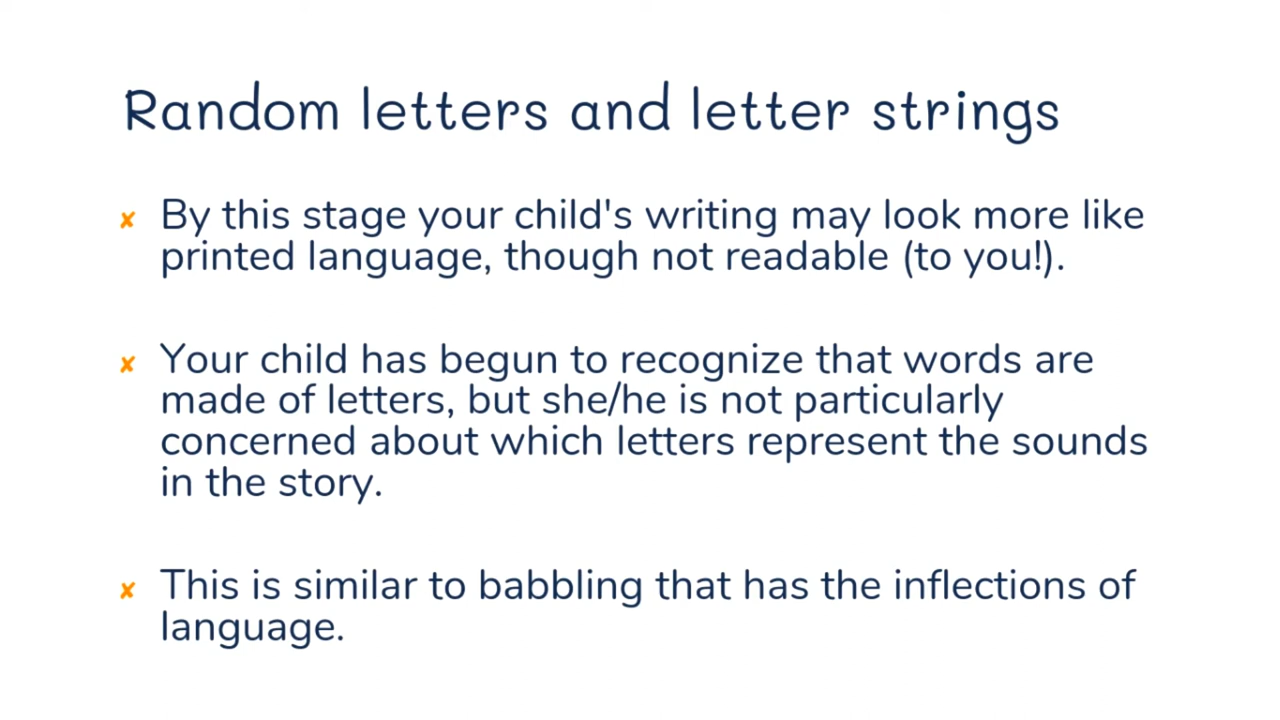 Random letters and letter strings
✘ By this stage your child's writing may look more like
printed language, though not readable (to you!).
✘ Your child has begun to recognize that words are
made of letters, but she/he is not particularly
concerned about which letters represent the sounds
in the story.
✘ This is similar to babbling that has the inflections of
language.